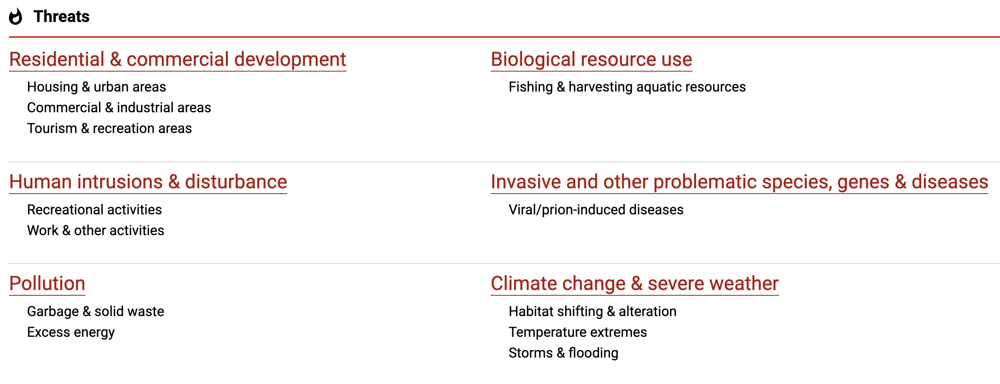 Threats
Residential & commercial development
Housing & urban areas
Commercial & industrial areas
Tourism & recreation areas
Biological resource use
Fishing & harvesting aquatic resources
Human intrusions & disturbance
Recreational activities
Work & other activities
Invasive and other problematic species, genes & diseases
Viral/prion-induced diseases
Pollution
Garbage & solid waste
Excess energy
Climate change & severe weather
Habitat shifting & alteration
Temperature extremes
Storms & flooding